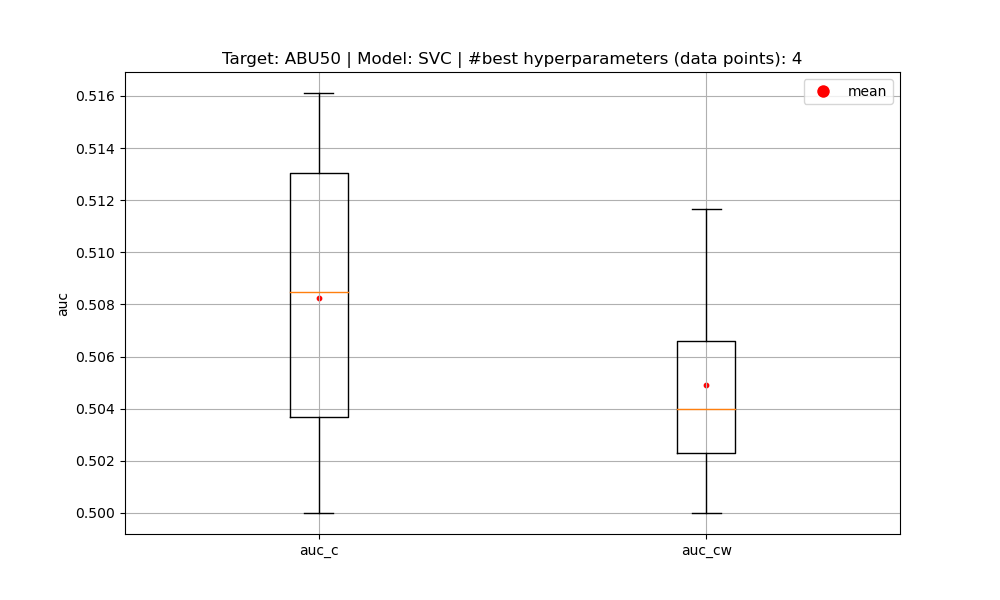 Target: ABU50 | Model: SVC | #best hyperparameters (data points): 4
mean
0.516
0.514
0.512
0.510
0.508
0.506
0.504
0.502
0.500
auc
auc_c
auc_cw